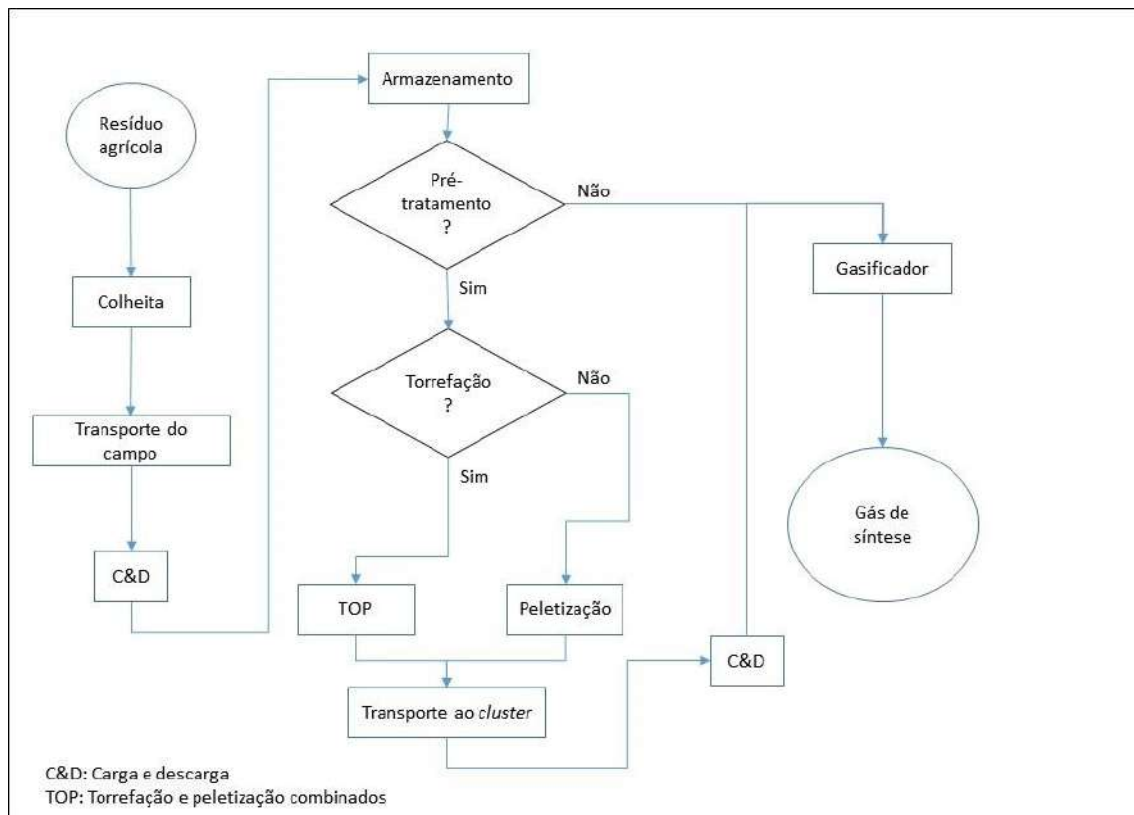 Resíduo
agrícola
Colheita
Transporte do
campo
C&D
Armazenamento
Pré-
tratamento
?
Não
Sim
Torrefação
?
Não
Sim
TOP
Peletização
Transporte ao cluster
C&D
Gasificador
Gás de
síntese
C&D: Carga e descarga
TOP: Torrefação e peletização combinados